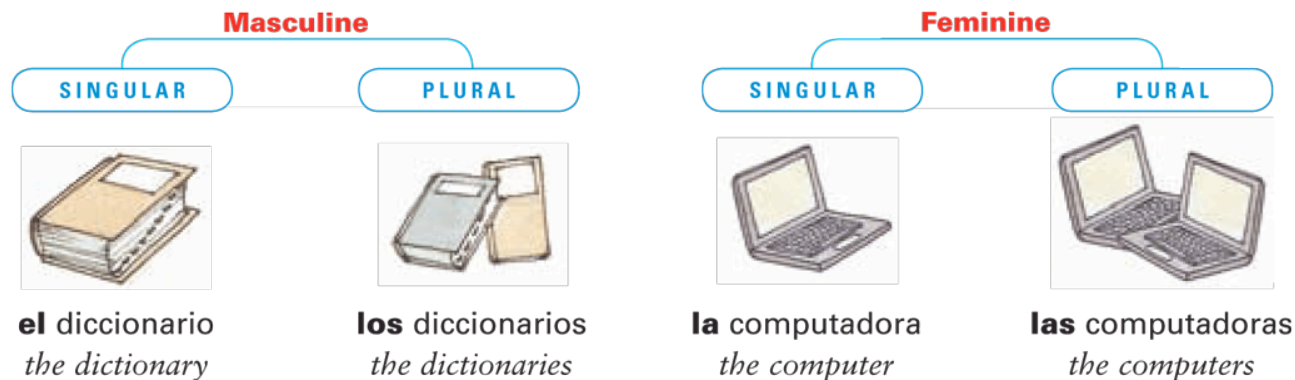 Masculine
Feminine
SINGULAR
PLURAL
SINGULAR
PLURAL
el diccionario
los diccionarios
la computadora
las computadoras
the dictionary
the dictionaries
the computer
the computers